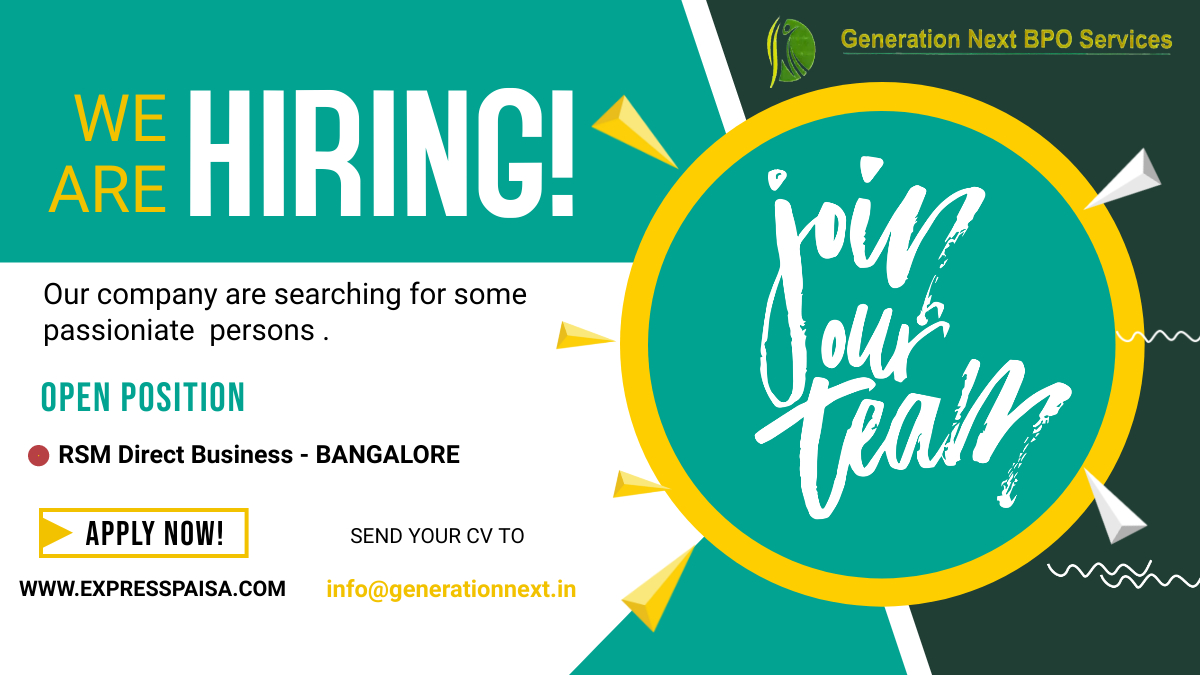 Generation Next BPO Services
WE
ARE
HIRING!
join
our
team
Our company are searching for some
passioniate  persons .
OPEN POSITION
RSM Direct Business - BANGALORE
APPLY NOW!
SEND YOUR CV TO
WWW.EXPRESSPAISA.COM
info@generationnext.in